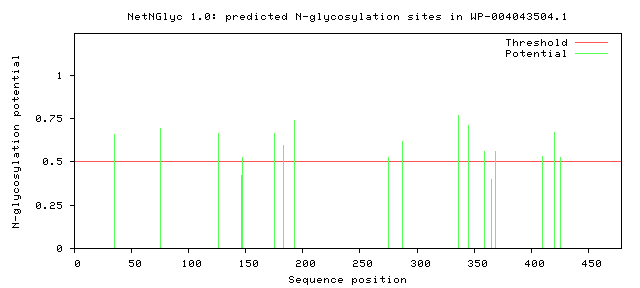 NetNGlyc 1.0: predicted N-glycosylation sites in WP-004043504.1
Threshold
Potential
N-glycosylation potential
1
0.75
0.5
0.25
0
0 50 100 150 200 250 300 350 400 450
Sequence position